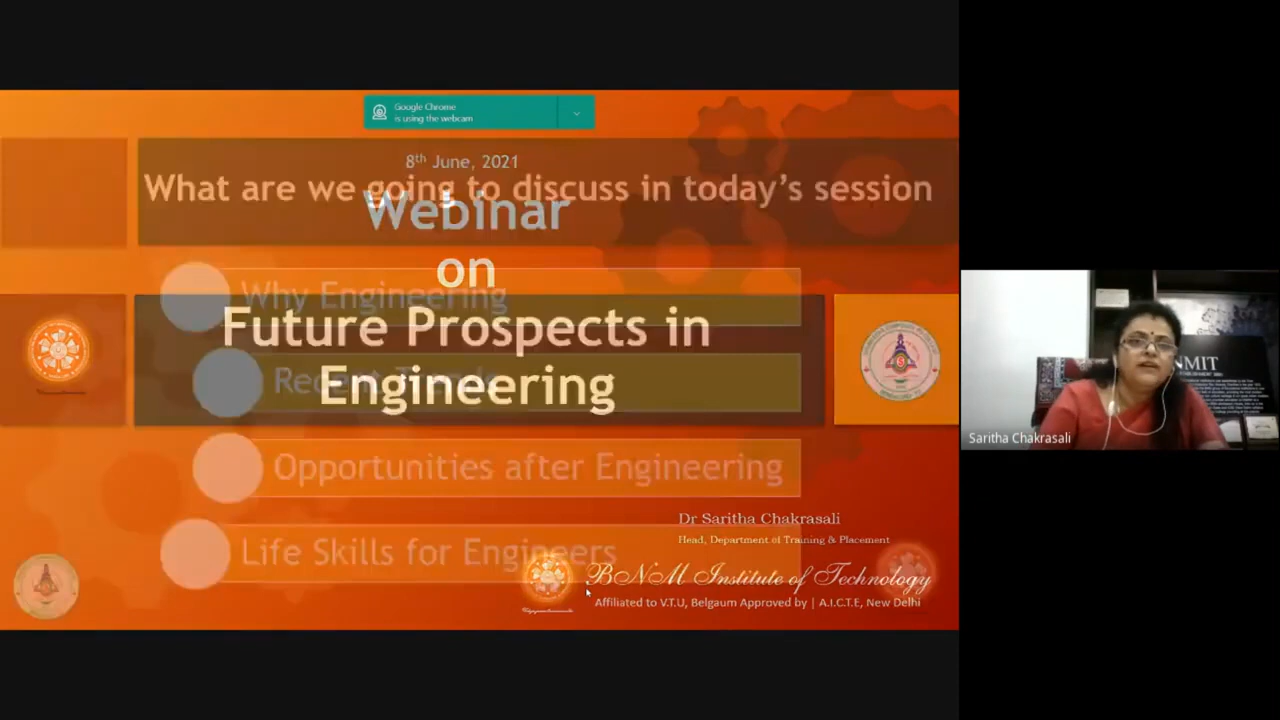 Google Chrome
is using the webcam
8th June, 2021
What are we going to discuss in today's session
Webinar
on
Why Engineering
Future Prospects in
Engineering
Opportunities after Engineering
Dr Saritha Chakrasali
Head, Department of Training & Placement
Life Skills for Engineers
BNM Institute of Technology
Affiliated to V.T.U, Belgaum Approved by | A.I.C.T.E, New Delhi
NMIT
Saritha Chakrasali